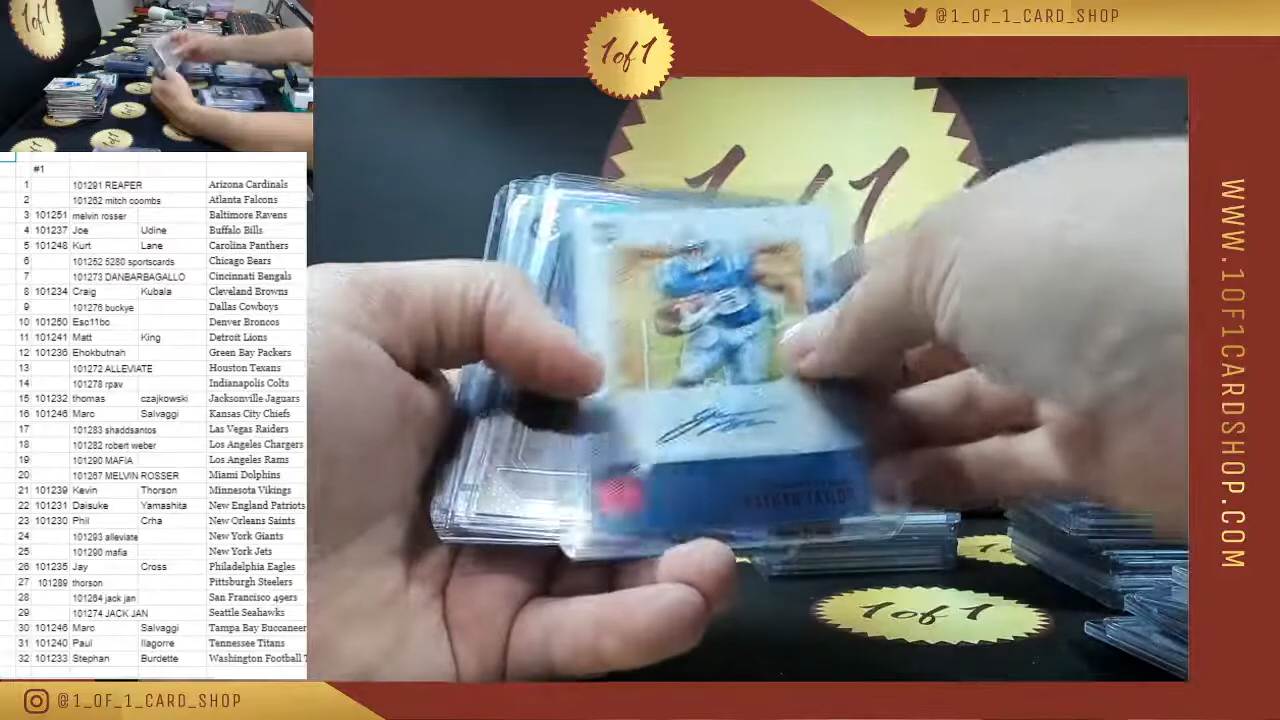 1of1
@1_OF_1_CARD_SHOP
1of1
1of1
#1
1 101291 REAPER Arizona Cardinals
2 101262 mitch coombs Atlanta Falcons
3 101251 melvin rosser Baltimore Ravens
4 101237 Joe Udine Buffalo Bills
5 101248 Kurt Lane Carolina Panthers
6 101252 5280 sportscards Chicago Bears
7 101273 DANBARBAGALLO Cincinnati Bengals
8 101234 Craig Kubala Cleveland Browns
9 101276 buckye Dallas Cowboys
10 101250 Esc11bo Denver Broncos
11 101241 Matt King Detroit Lions
12 101236 Ehokbutnah Green Bay Packers
13 101272 ALLEVIATE Houston Texans
14 101278 rpav Indianapolis Colts
15 101232 thomas czajkowski Jacksonville Jaguars
16 101246 Marc Salvaggi Kansas City Chiefs
17 101283 shaddsantos Las Vegas Raiders
18 101282 robert weber Los Angeles Chargers
19 101290 MAFIA Los Angeles Rams
20 101267 MELVIN ROSSER Miami Dolphins
21 101239 Kevin Thorson Minnesota Vikings
22 101231 Daisuke Yamashita New England Patriots
23 101230 Phil Crha New Orleans Saints
24 101293 alleviate New York Giants
25 101290 mafia New York Jets
26 101235 Jay Cross Philadelphia Eagles
27 101289 thorson Pittsburgh Steelers
28 101264 jack jan San Francisco 49ers
29 101274 JACK JAN Seattle Seahawks
30 101246 Marc Salvaggi Tampa Bay Buccaneer
31 101240 Paul Ilagorre Tennessee Titans
32 101233 Stephan Burdette Washington Football T
TAYLOR
1of1
WWW.1OF1CARDSHOP.COM
@1_OF_1_CARD_SHOP